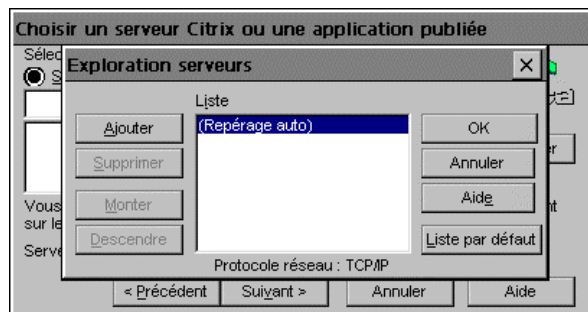 Choisir un serveur Citrix ou une application publiée
Sélec
Exploration serveurs
Liste
Ajouter
(Repérage auto)
OK
Supprimer
Annuler
Monter
Aide
Descendre
Liste par défaut
Vous
sur le
Serve
Protocole réseau : TCP/IP
< Précédent
Suivant >
Annuler
Aide